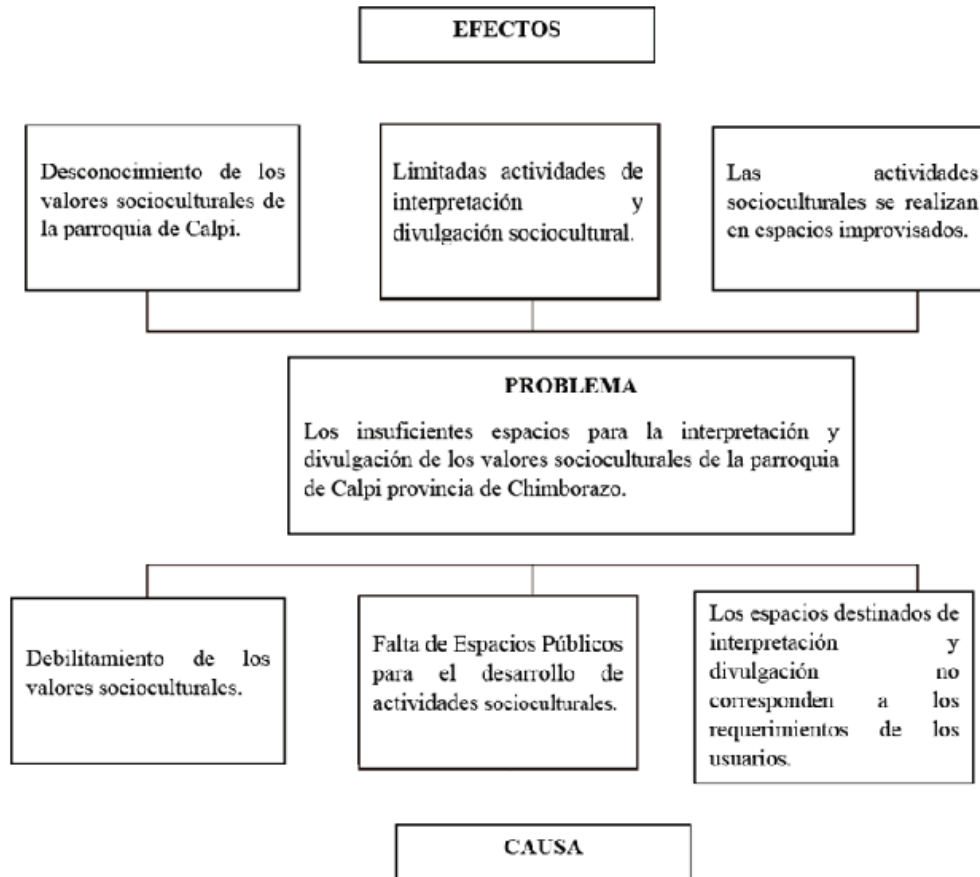 EFECTOS
Desconocimiento de los
valores socioculturales de
la parroquia de Calpi.
Limitadas actividades de
interpretación y
divulgación sociocultural.
Las actividades
socioculturales se realizan
en espacios improvisados.
PROBLEMA
Los insuficientes espacios para la interpretación y
divulgación de los valores socioculturales de la parroquia
de Calpi provincia de Chimborazo.
Debilitamiento de los
valores socioculturales.
Falta de Espacios Públicos
para el desarrollo de
actividades socioculturales.
Los espacios destinados de
interpretación y
divulgación no
corresponden a los
requerimientos de los
usuarios.
CAUSA